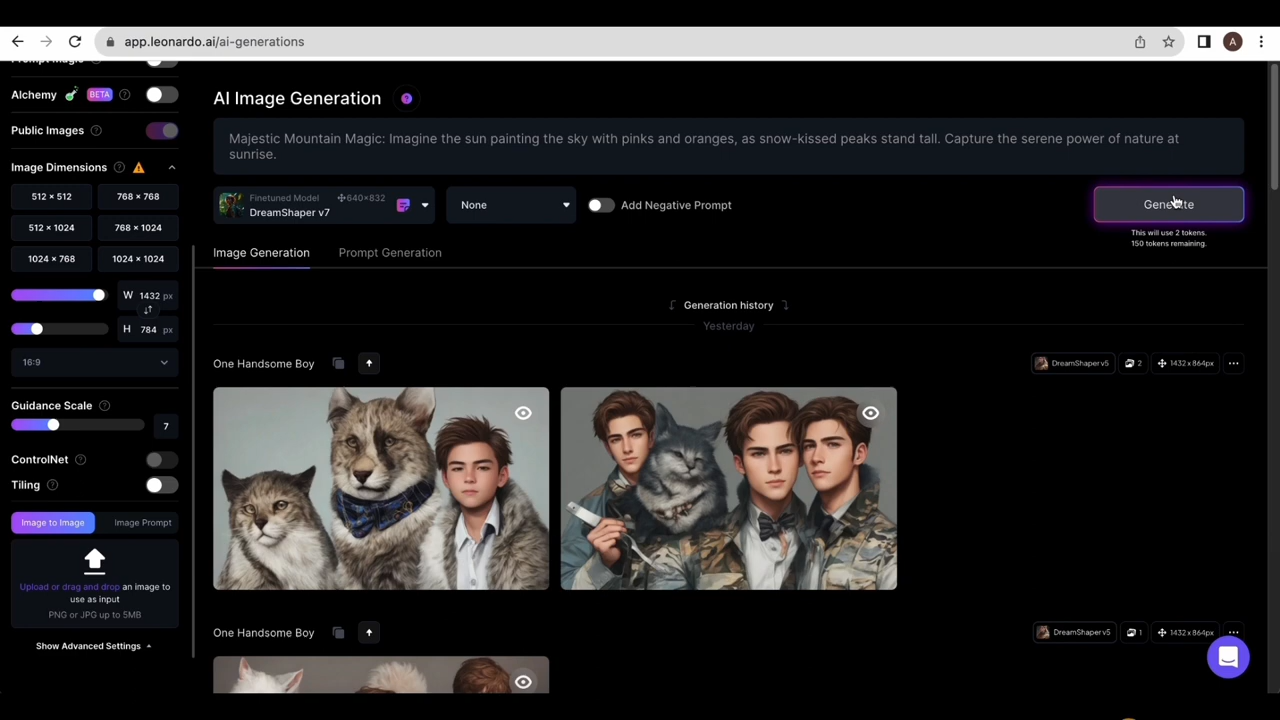 app.leonardo.ai/ai-generations
A
Prompt Magic
Alchemy BETA
Public Images
Image Dimensions
512 × 512
768 × 768
512 × 1024
768 × 1024
1024 × 768
1024 × 1024
W 1432 px
H 784 px
16:9
Guidance Scale
7
ControlNet
Tiling
Image to Image
Image Prompt
Upload or drag and drop an image to
use as input
PNG or JPG up to 5MB
Show Advanced Settings
AI Image Generation
Majestic Mountain Magic: Imagine the sun painting the sky with pinks and oranges, as snow-kissed peaks stand tall. Capture the serene power of nature at
sunrise.
Finetuned Model 640×832
DreamShaper v7
None
Add Negative Prompt
Generate
This will use 2 tokens.
150 tokens remaining.
Image Generation
Prompt Generation
Generation history
Yesterday
One Handsome Boy
DreamShaper v5
2
1432 x 864px
One Handsome Boy
DreamShaper v5
1
1432 x 864px